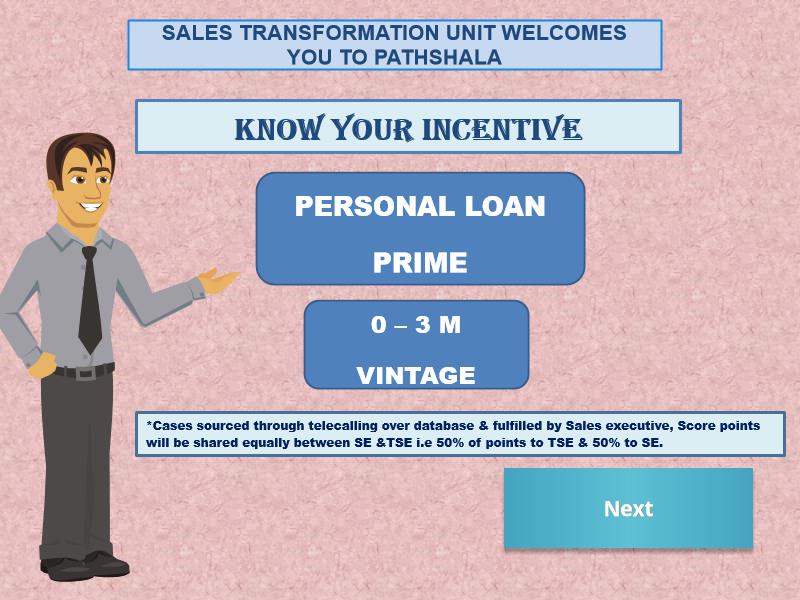 SALES TRANSFORMATION UNIT WELCOMES
YOU TO PATHSHALA
KNOW YOUR INCENTIVE
PERSONAL LOAN
PRIME
0 – 3 M
VINTAGE
*Cases sourced through telecalling over database & fulfilled by Sales executive, Score points
will be shared equally between SE &TSE i.e 50% of points to TSE & 50% to SE.
Next